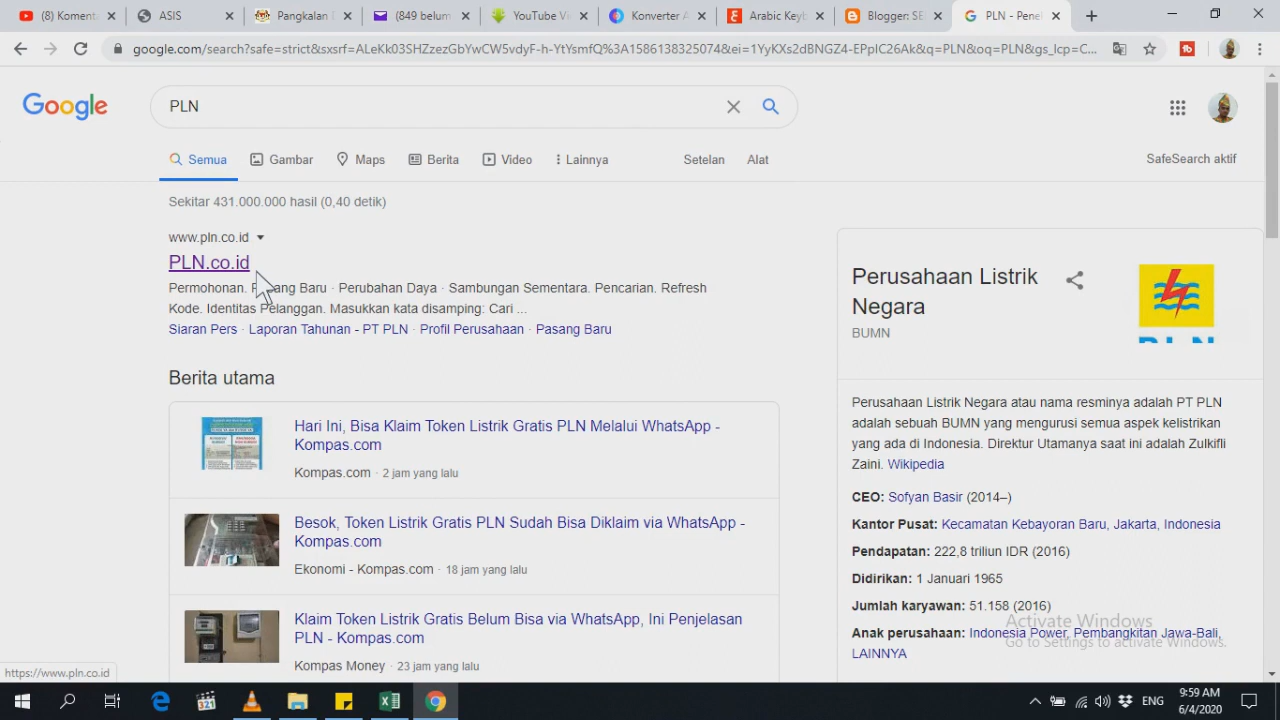 (8) Koment
ASIS
Pangkalan
(849 belum
YouTube V
Konverter A
Arabic Keyb
Blogger: SE
PLN - Pene
google.com/search?safe=strict&sxsrf=ALeKk03SHZzezGbYwCW5vdyF-h-YtYsmfQ%3A1586138325074&ei=1YyKXs2dBNGZ4-EPpIC26Ak&q=PLN&oq=PLN&gs_lcp=C...
Google
PLN
Semua Gambar Maps Berita Video Lainnya Setelan Alat SafeSearch aktif
Sekitar 431.000.000 hasil (0,40 detik)
www.pln.co.id
PLN.co.id
Permohonan. Baru · Perubahan Daya · Sambungan Sementara. Pencarian. Refresh
Kode. Identitas Pelanggan. Masukkan kata disamping: Cari ...
Siaran Pers · Laporan Tahunan - PT PLN · Profil Perusahaan · Pasang Baru
Berita utama
Hari Ini, Bisa Klaim Token Listrik Gratis PLN Melalui WhatsApp -
Kompas.com
Kompas.com · 2 jam yang lalu
Besok, Token Listrik Gratis PLN Sudah Bisa Diklaim via WhatsApp -
Kompas.com
Ekonomi - Kompas.com · 18 jam yang lalu
Klaim Token Listrik Gratis Belum Bisa via WhatsApp, Ini Penjelasan
PLN - Kompas.com
Kompas Money · 23 jam yang lalu
Perusahaan Listrik
Negara
BUMN
PLN
Perusahaan Listrik Negara atau nama resminya adalah PT PLN
adalah sebuah BUMN yang mengurusi semua aspek kelistrikan
yang ada di Indonesia. Direktur Utamanya saat ini adalah Zulkifli
Zaini. Wikipedia
CEO: Sofyan Basir (2014–)
Kantor Pusat: Kecamatan Kebayoran Baru, Jakarta, Indonesia
Pendapatan: 222,8 triliun IDR (2016)
Didirikan: 1 Januari 1965
Jumlah karyawan: 51.158 (2016)
Anak perusahaan: Indonesia Power, Pembangkitan Jawa-Bali,
LAINNYA
Activate Windows
Go to Settings to activate Windows.
https://www.pln.co.id
ENG
9:59 AM
6/4/2020